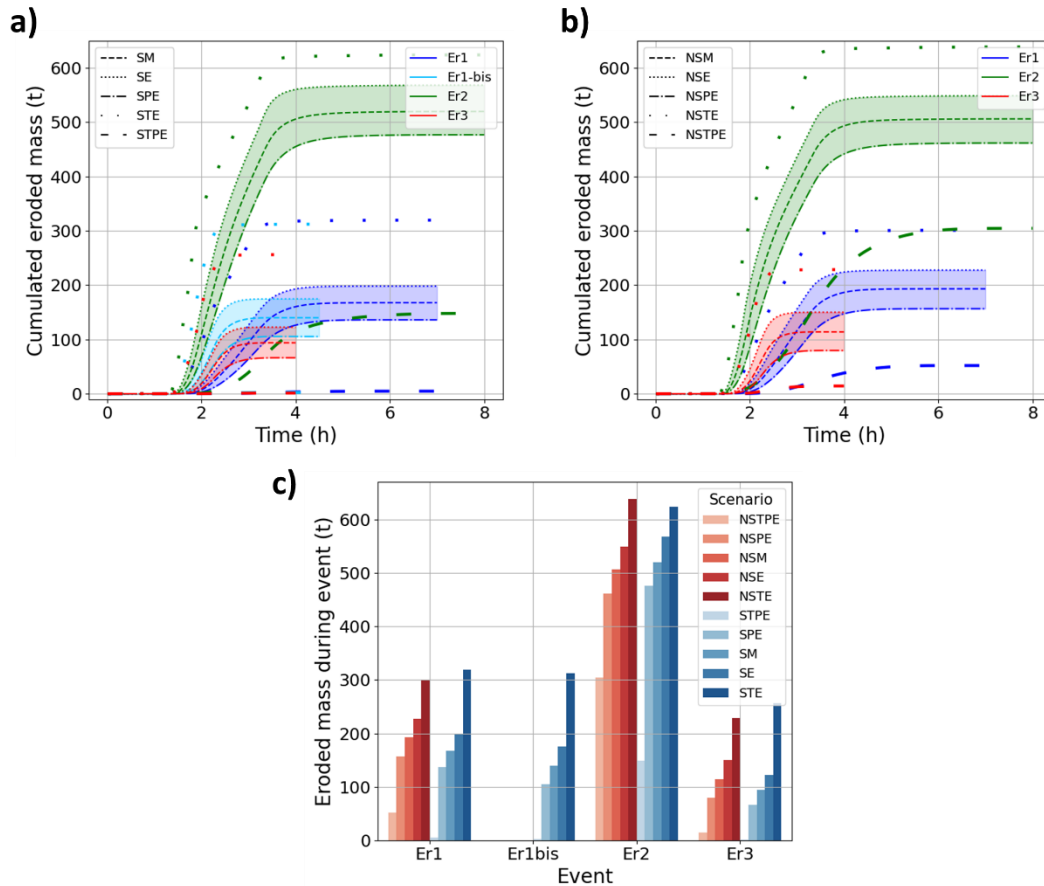 a)
Cumulated eroded mass (t)
600
500
400
300
200
100
0
0
2
4
6
8
Time (h)
SM
SE
SPE
STE
STPE
Er1
Er1-bis
Er2
Er3
b)
Cumulated eroded mass (t)
600
500
400
300
200
100
0
0
2
4
6
8
Time (h)
NSM
NSE
NSPE
NSTE
NSTPE
Er1
Er2
Er3
c)
Eroded mass during event (t)
600
500
400
300
200
100
0
Er1
Er1bis
Er2
Er3
Event
Scenario
NSTPE
NSPE
NSM
NSE
NSTE
STPE
SPE
SM
SE
STE